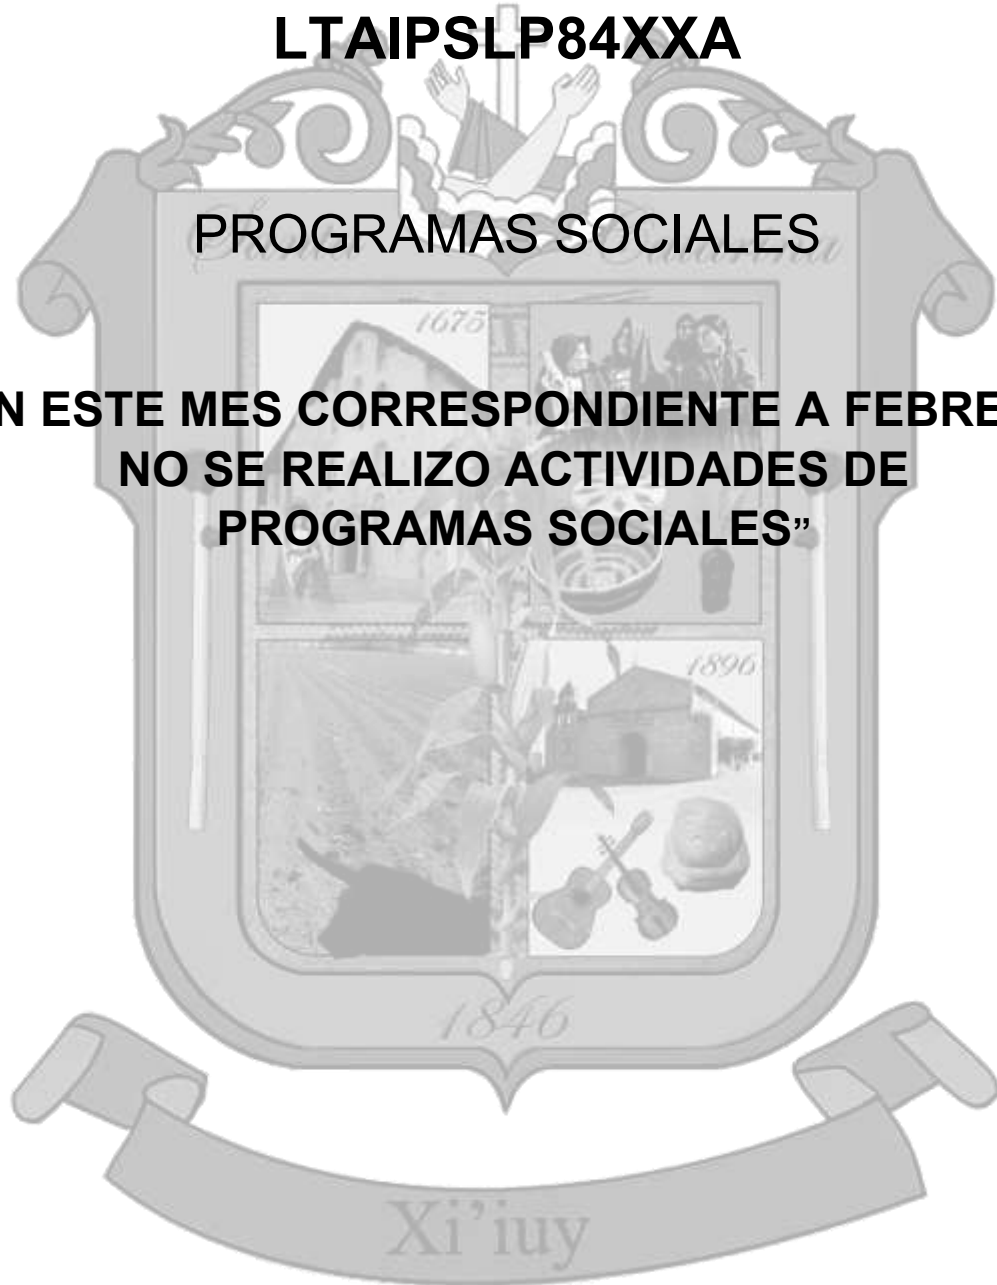 LTAIPSLP84XXA
PROGRAMAS SOCIALES
1675
N ESTE MES CORRESPONDIENTE A FEBRE
NO SE REALIZO ACTIVIDADES DE
PROGRAMAS SOCIALES”
1896
1846
Xi’iuy